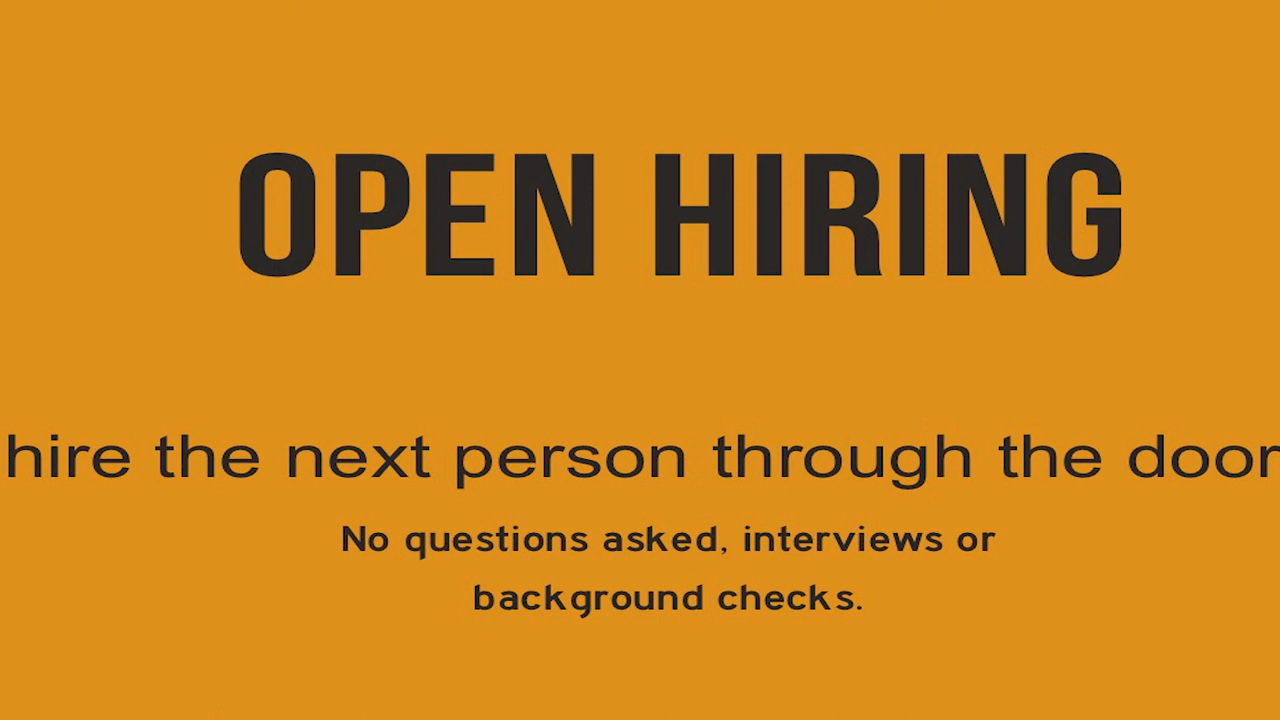 OPEN HIRING
hire the next person through the door
No questions asked, interviews or
background checks.